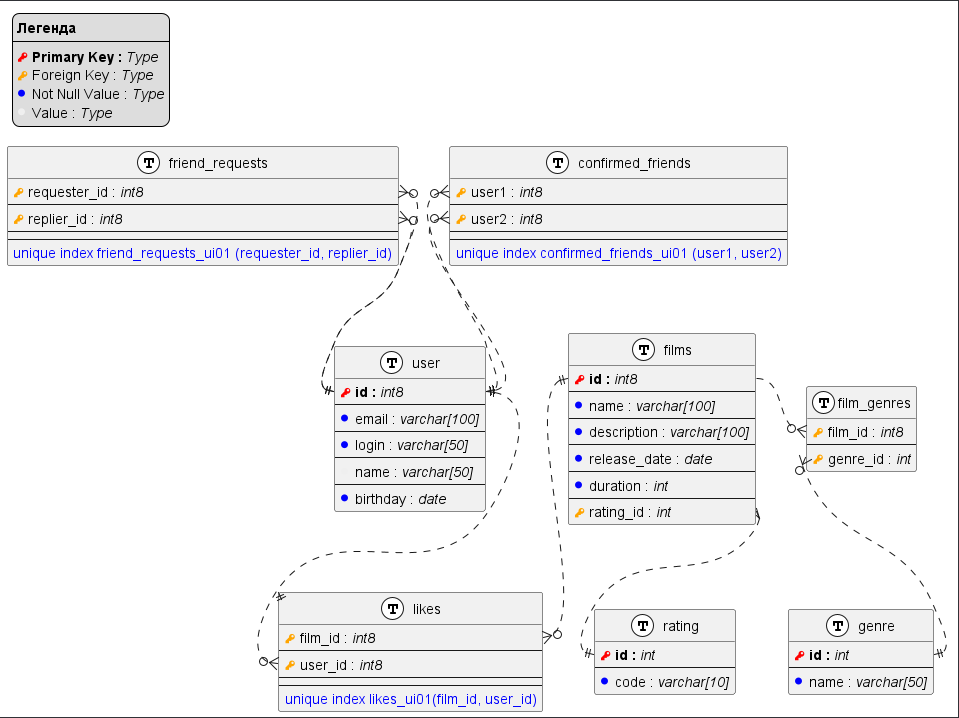 Легенда
Primary Key : Type
Foreign Key : Type
Not Null Value : Type
Value : Type
T friend_requests
requester_id : int8
replier_id : int8
unique index friend_requests_ui01 (requester_id, replier_id)
T confirmed_friends
user1 : int8
user2 : int8
unique index confirmed_friends_ui01 (user1, user2)
T user
id : int8
email : varchar[100]
login : varchar[50]
name : varchar[50]
birthday : date
T films
id : int8
name : varchar[100]
description : varchar[100]
release_date : date
duration : int
rating_id : int
T film_genres
film_id : int8
genre_id : int
T likes
film_id : int8
user_id : int8
unique index likes_ui01(film_id, user_id)
T rating
id : int
code : varchar[10]
T genre
id : int
name : varchar[50]